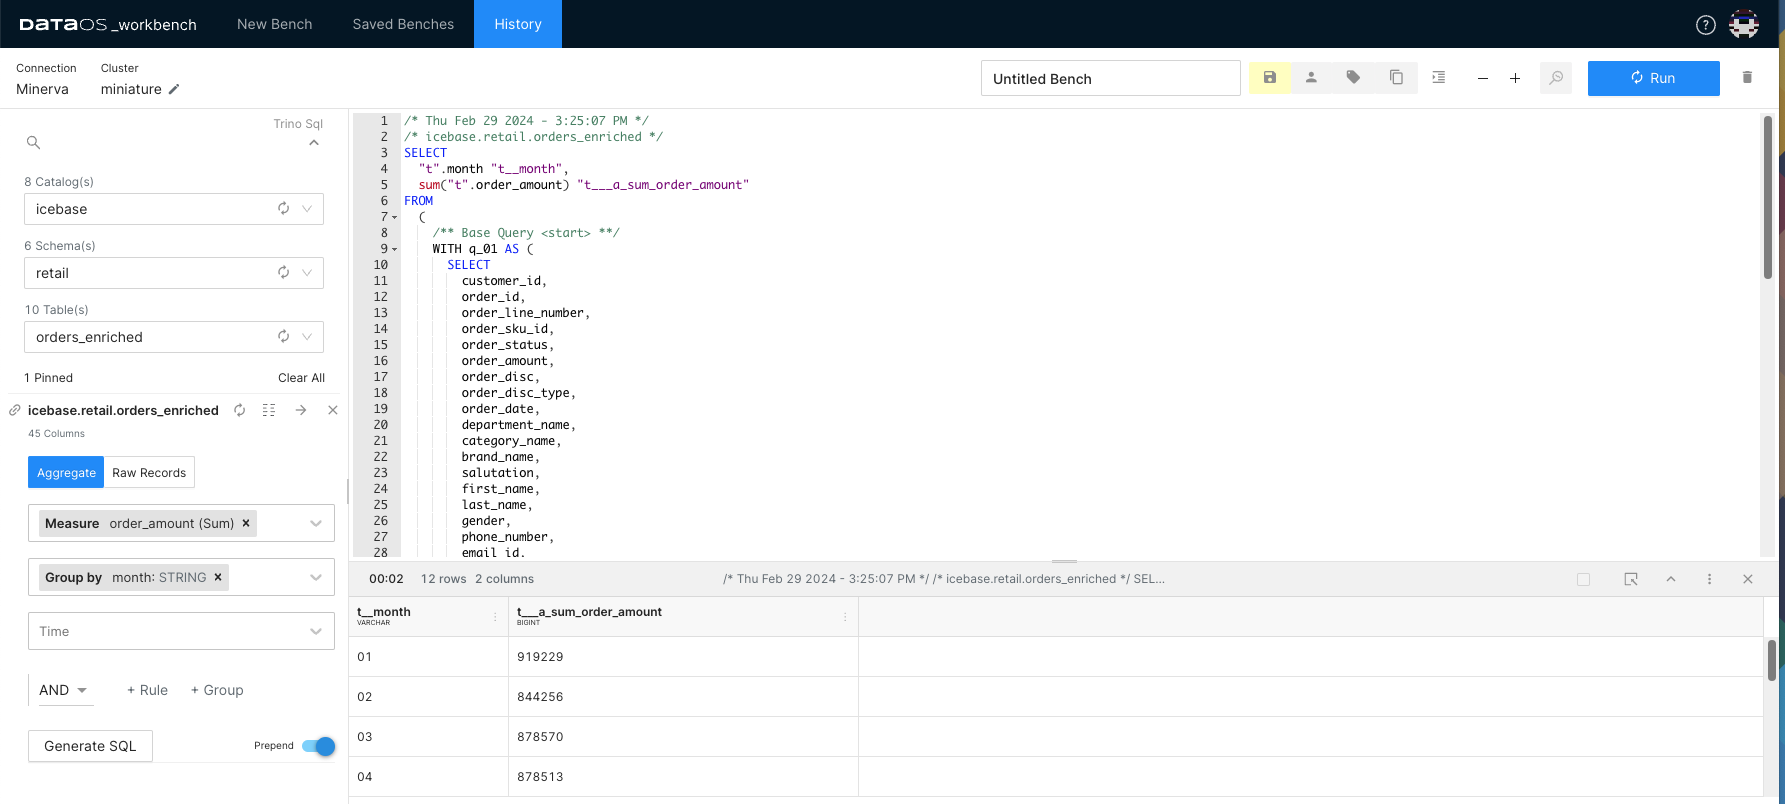 DATAOS _workbench New Bench Saved Benches History
Connection Cluster
Minerva miniature
Untitled Bench Run
Trino Sql
8 Catalog(s)
icebase
6 Schema(s)
retail
10 Table(s)
orders_enriched
1 Pinned Clear All
icebase.retail.orders_enriched
45 Columns
Aggregate Raw Records
Measure order_amount (Sum) ×
Group by month: STRING ×
Time
AND + Rule + Group
Generate SQL Prepend
1 /* Thu Feb 29 2024 - 3:25:07 PM */
2 /* icebase.retail.orders_enriched */
3 SELECT
4 "t".month "t__month",
5 sum("t".order_amount) "t___a_sum_order_amount"
6 FROM
7 (
8 /** Base Query <start> **/
9 WITH q_01 AS (
10 SELECT
11 customer_id,
12 order_id,
13 order_line_number,
14 order_sku_id,
15 order_status,
16 order_amount,
17 order_disc,
18 order_disc_type,
19 order_date,
20 department_name,
21 category_name,
22 brand_name,
23 salutation,
24 first_name,
25 last_name,
26 gender,
27 phone_number,
28 email_id,
00:02 12 rows 2 columns /* Thu Feb 29 2024 - 3:25:07 PM */ /* icebase.retail.orders_enriched */ SEL...
t__month t___a_sum_order_amount
VARCHAR BIGINT
01 919229
02 844256
03 878570
04 878513